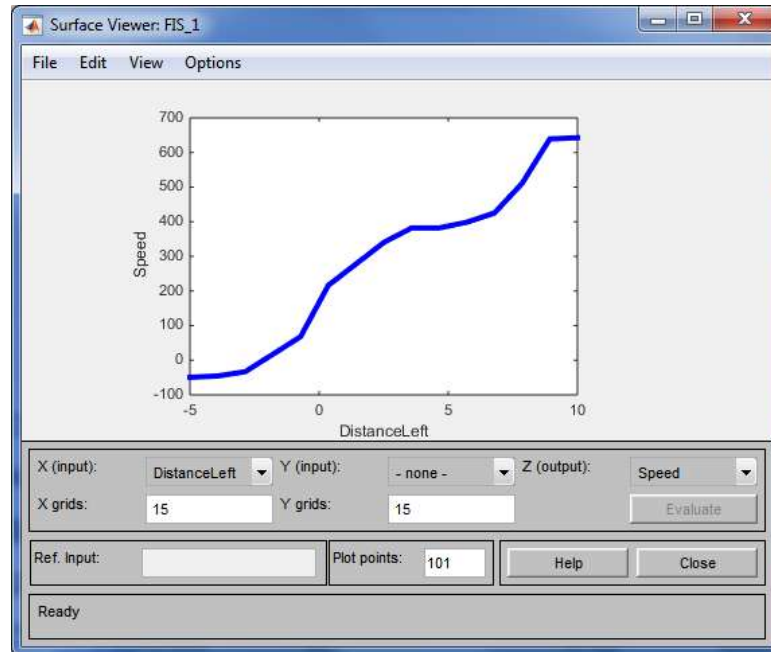 Surface Viewer: FIS_1
File Edit View Options
700
600
500
400
300
200
100
0
-100
Speed
-5 0 5 10
DistanceLeft
X (input): DistanceLeft Y (input): - none - Z (output): Speed
X grids: 15 Y grids: 15 Evaluate
Ref. Input: Plot points: 101 Help Close
Ready